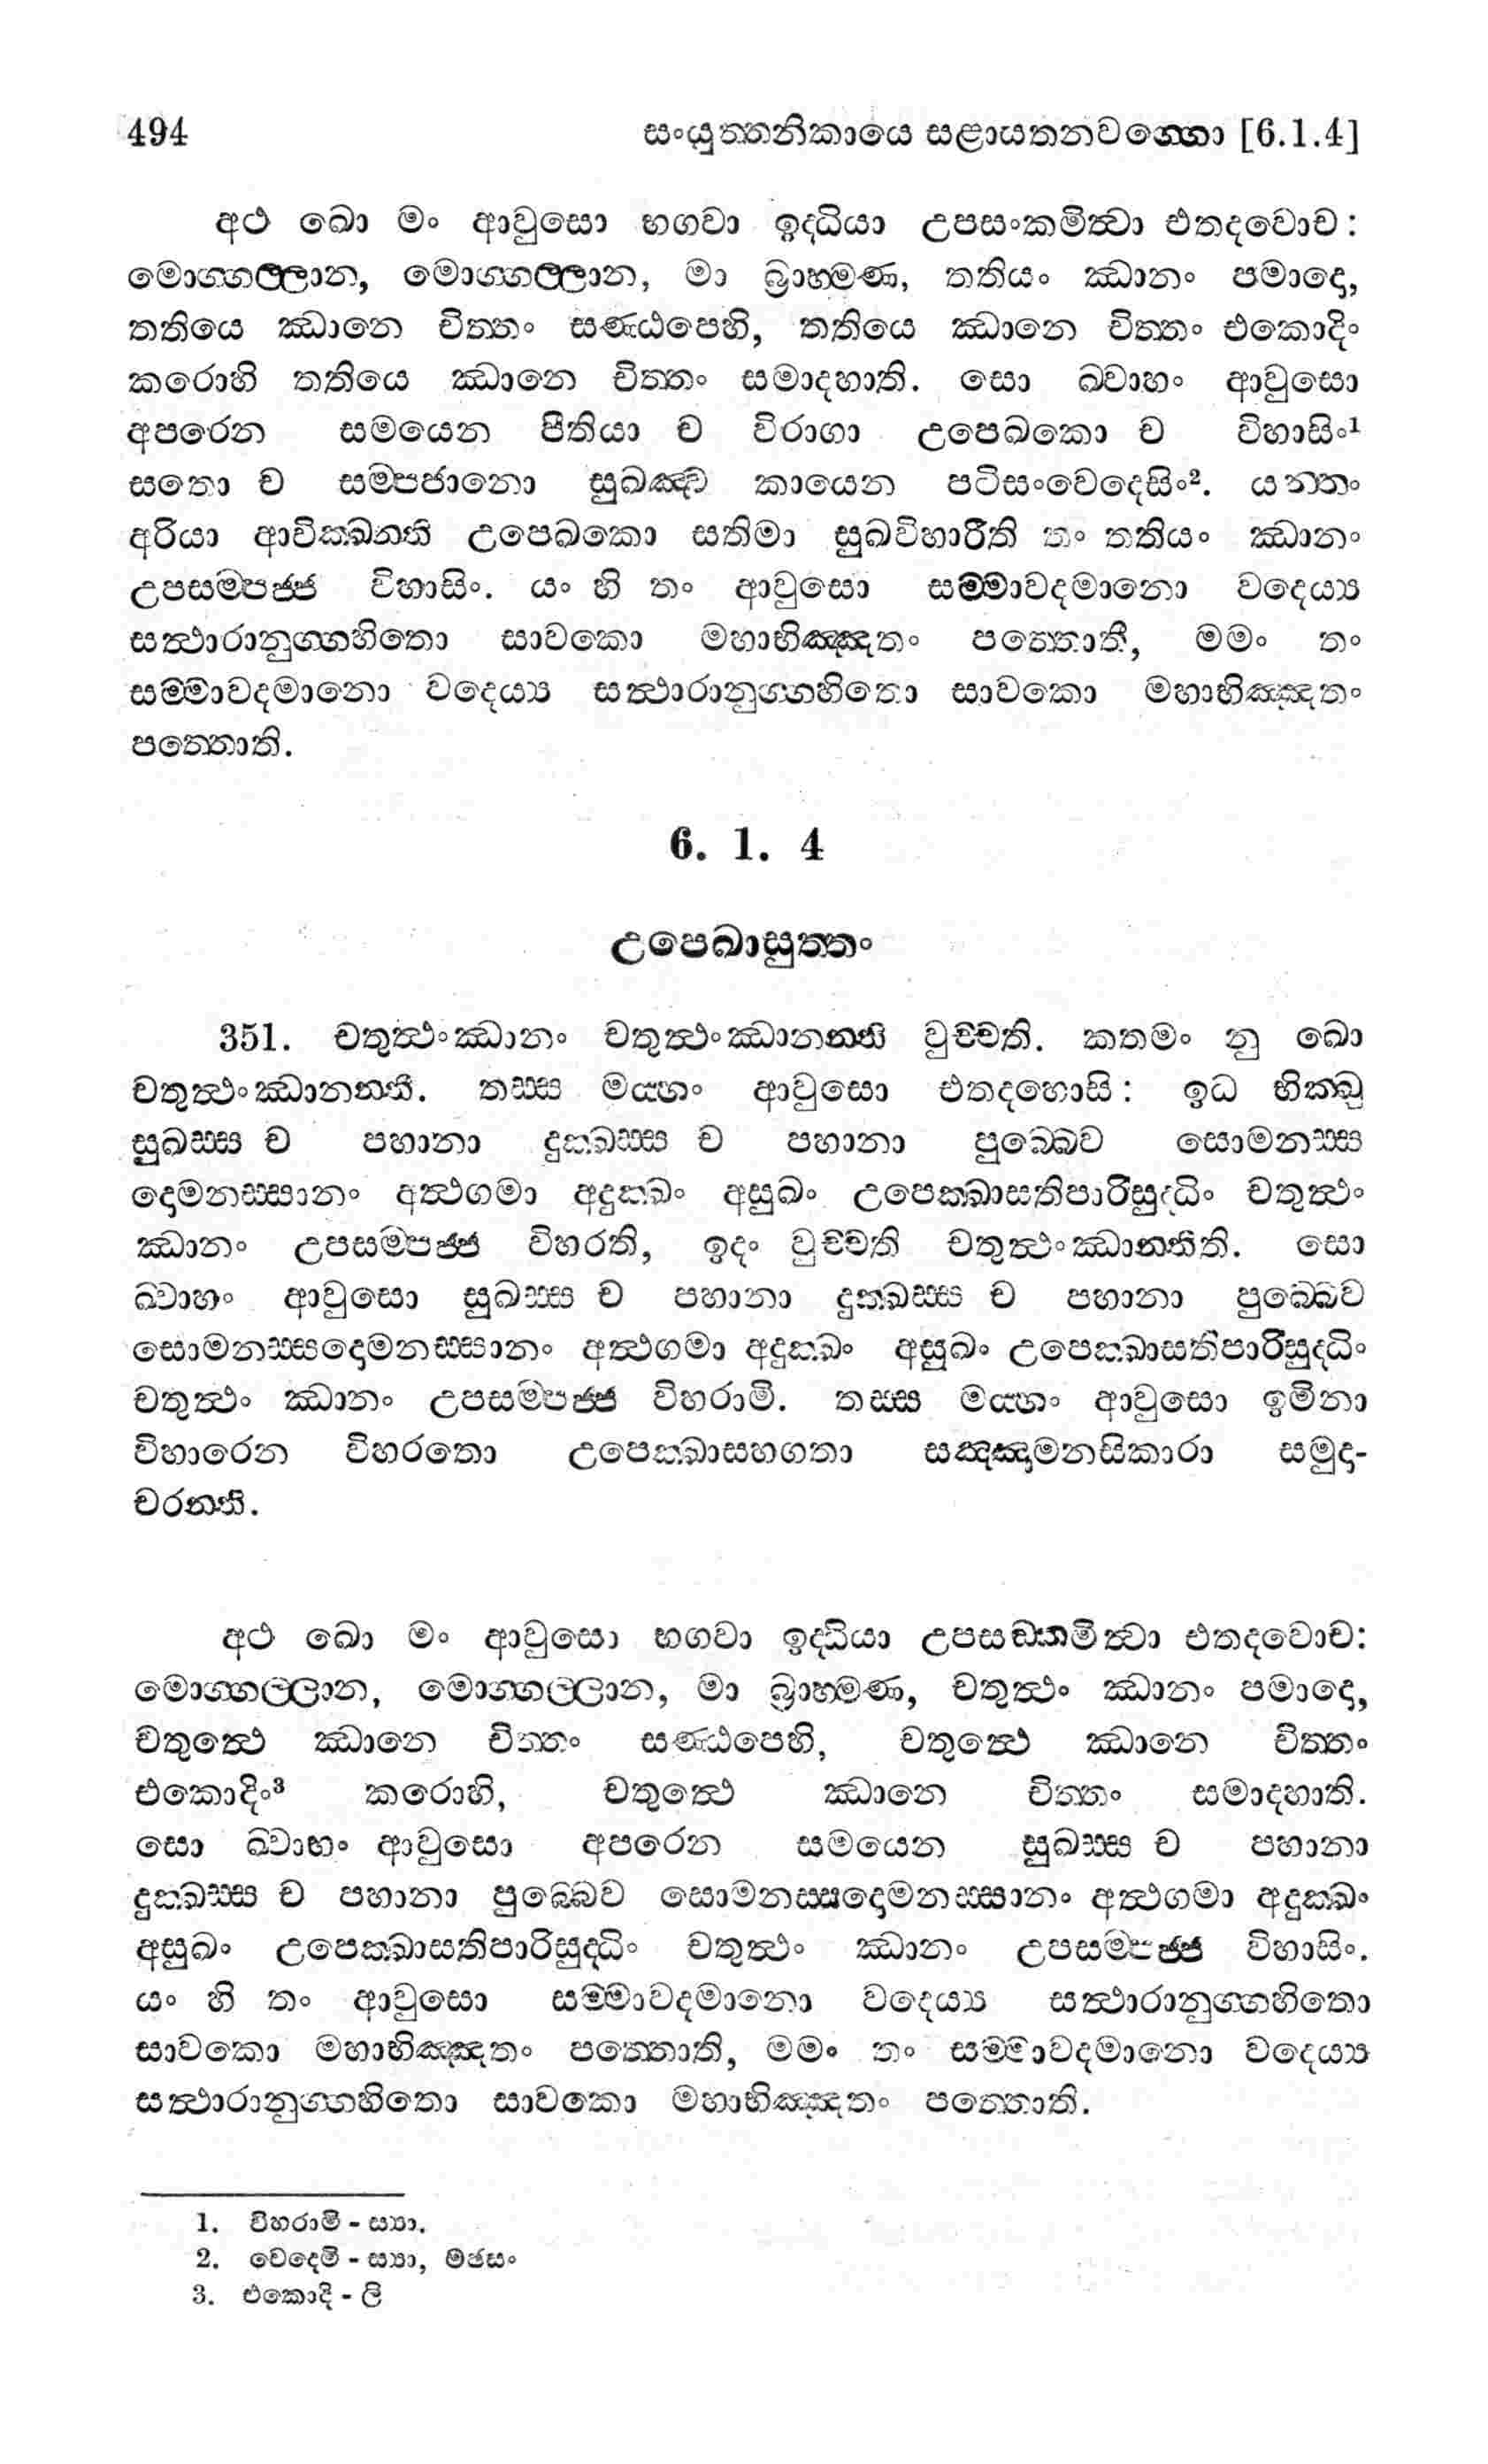 494 සංයුත්තනිකායෙ සළායතනවග්ගො [6.1.4]
අථ ඛො මං ආවුසො භගවා ඉද්ධියා උපසංකමිත්වා එතදවොච:
මොග්ගල්ලාන, මොග්ගල්ලාන, මා බ්‍රාහ්මණ, තතියං ඣානං පමාදො,
තතියෙ ඣානෙ චිත්තං සණ්ඨපෙහි, තතියෙ ඣානෙ චිත්තං එකොදිං
කරොහි තතියෙ ඣානෙ චිත්තං සමාදහාති. සො ඛ්වාහං ආවුසො
අපරෙන සමයෙන පීතියා ච විරාගා උපෙඛකො ච විහාසිං¹
සතො ච සම්පජානො සුඛඤ්ච කායෙන පටිසංවෙදෙසිං². යන්තං
අරියා ආචික්ඛන්ති උපෙඛකො සතිමා සුඛවිහාරීති තං තතියං ඣානං
උපසම්පජ්ජ විහාසිං. යං හි තං ආවුසො සම්මාවදමානො වදෙය්‍ය
සත්ථාරානුග්ගහිතො සාවකො මහාභිඤ්ඤතං පත්තොති, මමං තං
සම්මාවදමානො වදෙය්‍ය සත්ථාරානුග්ගහිතො සාවකො මහාභිඤ්ඤතං
පත්තොති.
6. 1. 4
උපෙඛාසුත්තං
351. චතුත්ථංඣානං චතුත්ථංඣානන්ති වුච්චති. කතමං නු ඛො
චතුත්ථංඣානන්ති. තස්ස මය්හං ආවුසො එතදහොසි: ඉධ භික්ඛු
සුඛස්ස ච පහානා දුක්ඛස්ස ච පහානා පුබ්බෙව සොමනස්ස
දොමනස්සානං අත්ථගමා අදුක්ඛං අසුඛං උපෙක්ඛාසතිපාරිසුද්ධිං චතුත්ථං
ඣානං උපසම්පජ්ජ විහරති, ඉදං වුච්චති චතුත්ථංඣානන්තිති. සො
ඛ්වාහං ආවුසො සුඛස්ස ච පහානා දුක්ඛස්ස ච පහානා පුබ්බෙව
සොමනස්සදොමනස්සානං අත්ථගමා අදුක්ඛං අසුඛං උපෙක්ඛාසතිපාරිසුද්ධිං
චතුත්ථං ඣානං උපසම්පජ්ජ විහරාමි. තස්ස මය්හං ආවුසො ඉමිනා
විහාරෙන විහරතො උපෙක්ඛාසහගතා සඤ්ඤාමනසිකාරා සමුදා-
චරන්ති.
අථ ඛො මං ආවුසො භගවා ඉද්ධියා උපසඞ්කමිත්වා එතදවොච:
මොග්ගල්ලාන, මොග්ගල්ලාන, මා බ්‍රාහ්මණ, චතුත්ථං ඣානං පමාදො,
චතුත්ථෙ ඣානෙ චිත්තං සණ්ඨපෙහි, චතුත්ථෙ ඣානෙ චිත්තං
එකොදිං³ කරොහි, චතුත්ථෙ ඣානෙ චිත්තං සමාදහාති.
සො ඛ්වාහං ආවුසො අපරෙන සමයෙන සුඛස්ස ච පහානා
දුක්ඛස්ස ච පහානා පුබ්බෙව සොමනස්සදොමනස්සානං අත්ථගමා අදුක්ඛං
අසුඛං උපෙක්ඛාසතිපාරිසුද්ධිං චතුත්ථං ඣානං උපසම්පජ්ජ විහාසිං.
යං හි තං ආවුසො සම්මාවදමානො වදෙය්‍ය සත්ථාරානුග්ගහිතො
සාවකො මහාභිඤ්ඤතං පත්තොති, මමං තං සම්මාවදමානො වදෙය්‍ය
සත්ථාරානුග්ගහිතො සාවකො මහාභිඤ්ඤතං පත්තොති.
1. විහරාමි - ස්‍යා.
2. වෙදෙමි - ස්‍යා, මඡසං
3. එකොදි - ලි